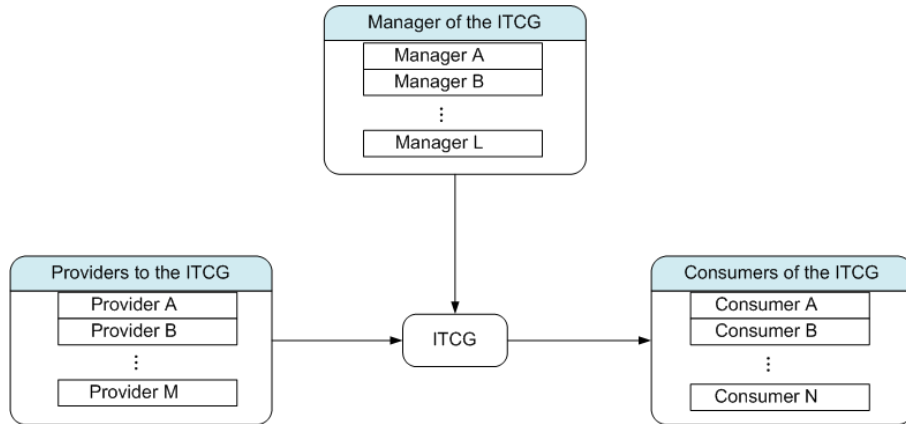 Manager of the ITCG
Manager A
Manager B
⋮
Manager L
Providers to the ITCG
Provider A
Provider B
⋮
Provider M
ITCG
Consumers of the ITCG
Consumer A
Consumer B
⋮
Consumer N